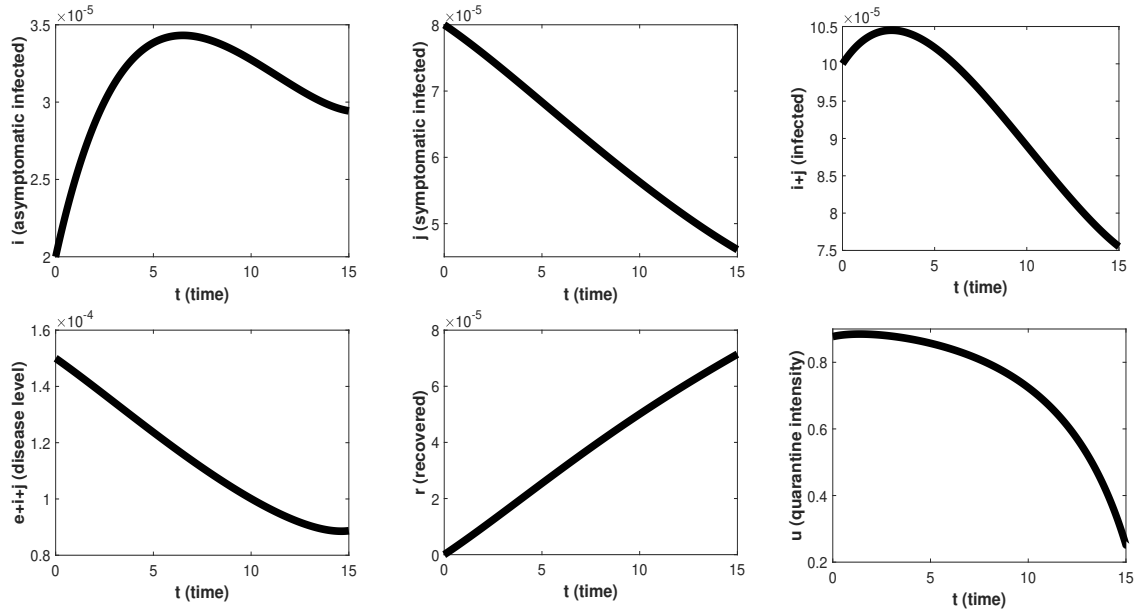 ×10⁻⁵
3.5
3
2.5
2
0 5 10 15
t (time)
i (asymptomatic infected)
×10⁻⁵
8
7
6
5
0 5 10 15
t (time)
j (symptomatic infected)
×10⁻⁵
10.5
10
9.5
9
8.5
8
7.5
0 5 10 15
t (time)
i+j (infected)
×10⁻⁴
1.6
1.4
1.2
1
0.8
0 5 10 15
t (time)
e+i+j (disease level)
×10⁻⁵
8
6
4
2
0
0 5 10 15
t (time)
r (recovered)
0.8
0.6
0.4
0.2
0 5 10 15
t (time)
u (quarantine intensity)